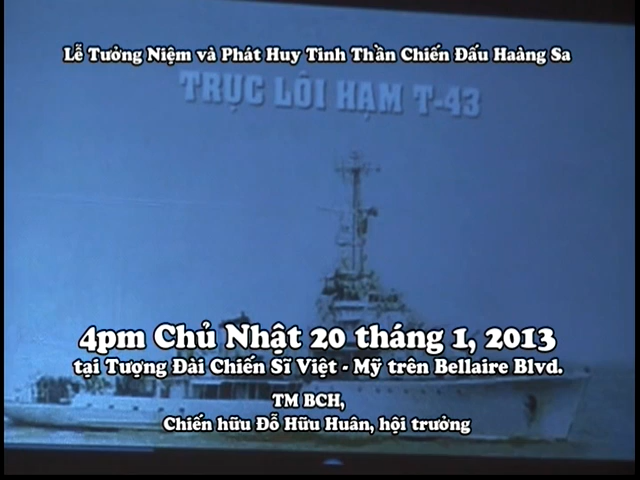 Lễ Tưởng Niệm và Phát Huy Tinh Thần Chiến Đấu Haàng Sa
TRỤC LÔI HẠM T-43
4pm Chủ Nhật 20 tháng 1, 2013
tại Tượng Đài Chiến Sĩ Việt - Mỹ trên Bellaire Blvd.
TM BCH,
Chiến hữu Đỗ Hữu Huân, hội trưởng